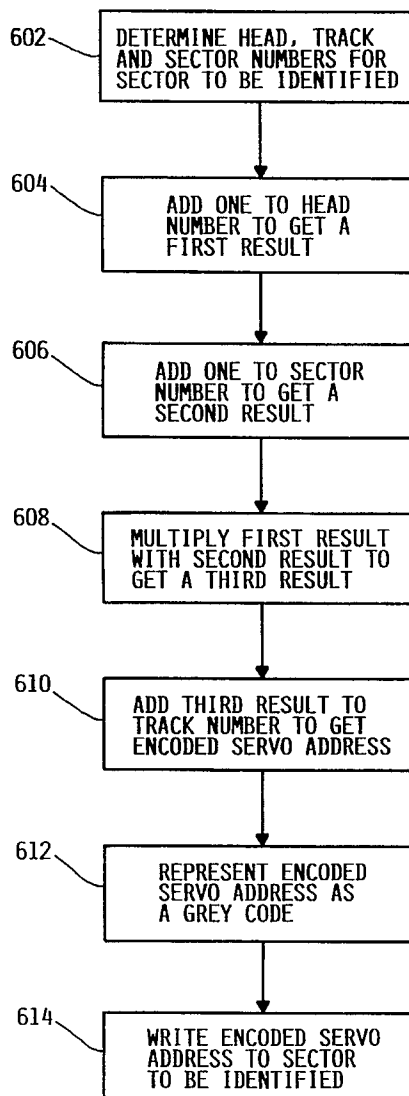 602
DETERMINE HEAD, TRACK
AND SECTOR NUMBERS FOR
SECTOR TO BE IDENTIFIED
604
ADD ONE TO HEAD
NUMBER TO GET A
FIRST RESULT
606
ADD ONE TO SECTOR
NUMBER TO GET A
SECOND RESULT
608
MULTIPLY FIRST RESULT
WITH SECOND RESULT TO
GET A THIRD RESULT
610
ADD THIRD RESULT TO
TRACK NUMBER TO GET
ENCODED SERVO ADDRESS
612
REPRESENT ENCODED
SERVO ADDRESS AS
A GREY CODE
614
WRITE ENCODED SERVO
ADDRESS TO SECTOR
TO BE IDENTIFIED